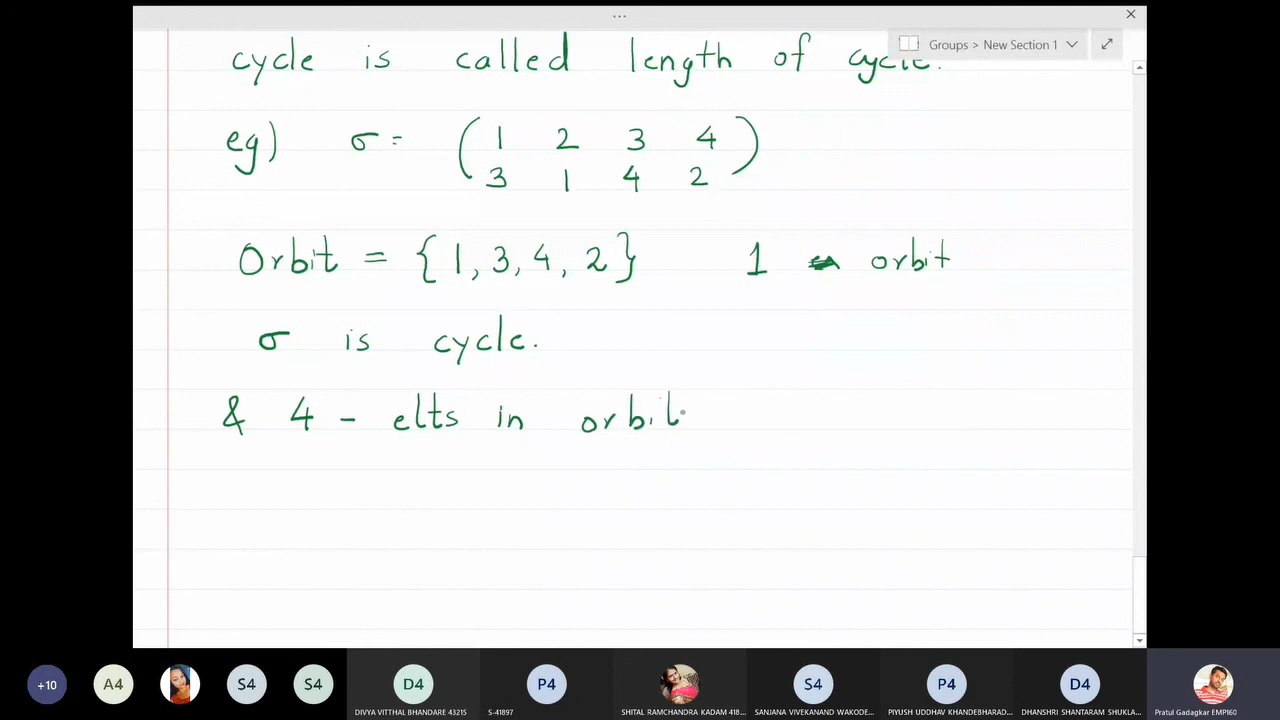 ...
Groups > New Section 1
cycle is called length of cycle.
eg) σ = ( 1 2 3 4 )
3 1 4 2
Orbit = { 1, 3, 4, 2 } 1 orbit
σ is cycle.
& 4 - elts in orbit
+10 A4 S4 S4 D4 P4 S4 P4 D4
DIVYA VITTHAL BHANDARE 43215 S-41897 SHITAL RAMCHANDRA KADAM 418... SANJANA VIVEKANAND WAKODE... PIYUSH UDDHAV KHANDEBHARAD... DHANSHRI SHANTARAM SHUKLA... Pratul Gadagkar EMP160